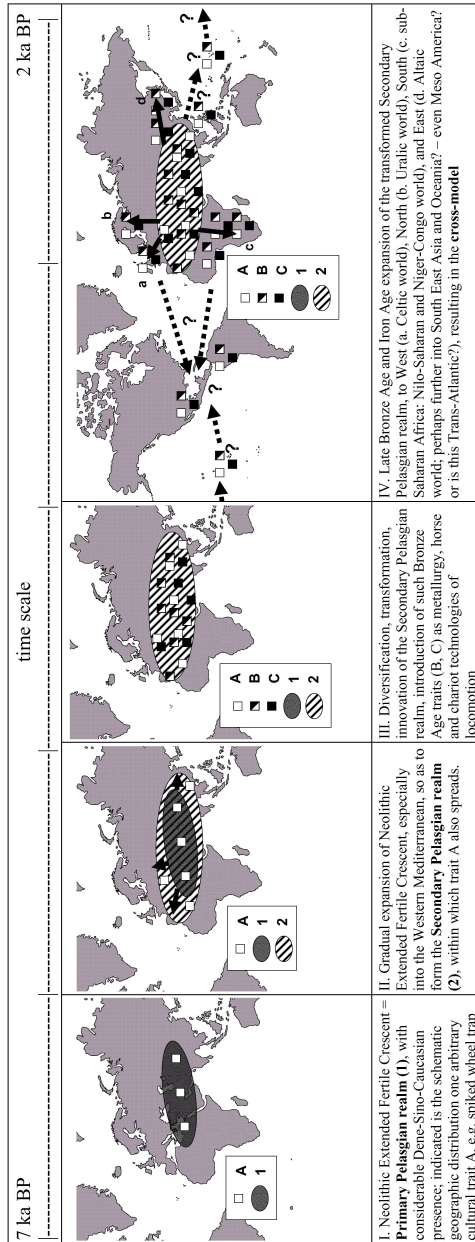 7 ka BP
time scale
2 ka BP
A
1
A
1
2
A
B
C
1
2
a
b
c
d
?
?
?
?
?
?
?
A
B
C
1
2
I. Neolithic Extended Fertile Crescent =
Primary Pelasgian realm (1), with
considerable Dene-Sino-Caucasian
presence; indicated is the schematic
geographic distribution one arbitrary
cultural trait A, e.g. spiked wheel trap
II. Gradual expansion of Neolithic
Extended Fertile Crescent, especially
into the Western Mediterranean, so as to
form the Secondary Pelasgian realm
(2), within which trait A also spreads.
III. Diversification, transformation,
innovation of the Secondary Pelasgian
realm, introduction of such Bronze
Age traits (B, C) as metallurgy, horse
and chariot technologies of
locomotion
IV. Late Bronze Age and Iron Age expansion of the transformed Secondary
Pelasgian realm, to West (a. Celtic world), North (b. Uralic world), South (c. sub-
Saharan Africa: Nilo-Saharan and Niger-Congo world), and East (d. Altaic
world; perhaps further into South East Asia and Oceania? – even Meso America?
or is this Trans-Atlantic?), resulting in the cross-model